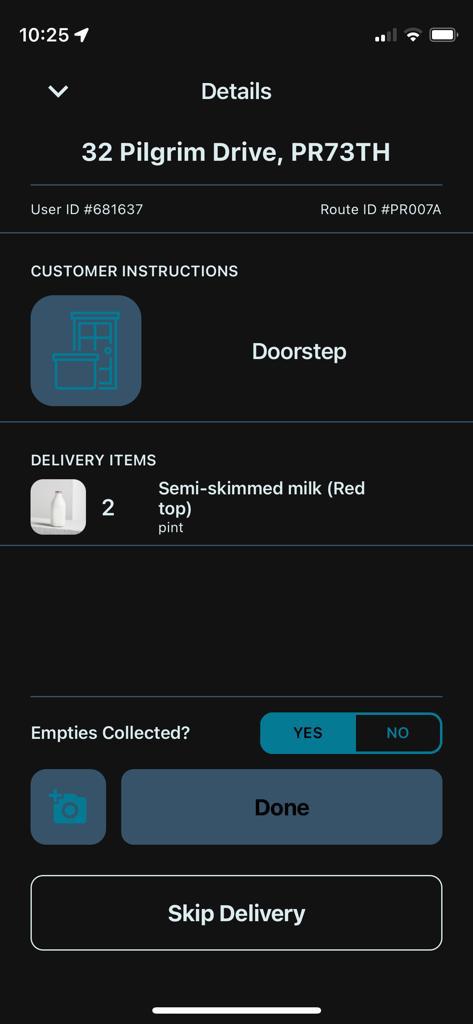 10:25
Details
32 Pilgrim Drive, PR73TH
User ID #681637
Route ID #PR007A
CUSTOMER INSTRUCTIONS
Doorstep
DELIVERY ITEMS
2
Semi-skimmed milk (Red
top)
pint
Empties Collected?
YES
NO
Done
Skip Delivery